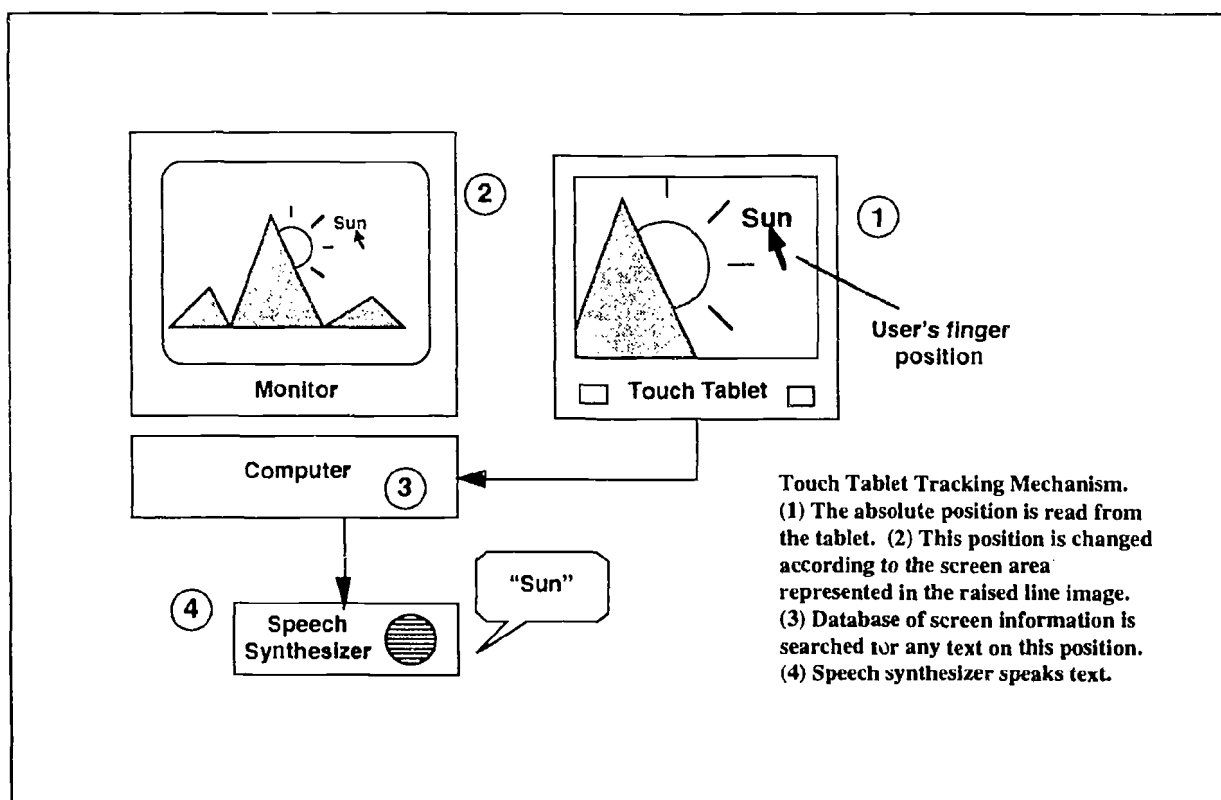 Sun
2
Monitor
Sun
1
User's finger
position
Touch Tablet
Computer
3
"Sun"
4
Speech
Synthesizer
Touch Tablet Tracking Mechanism.
(1) The absolute position is read from
the tablet. (2) This position is changed
according to the screen area
represented in the raised line image.
(3) Database of screen information is
searched for any text on this position.
(4) Speech synthesizer speaks text.